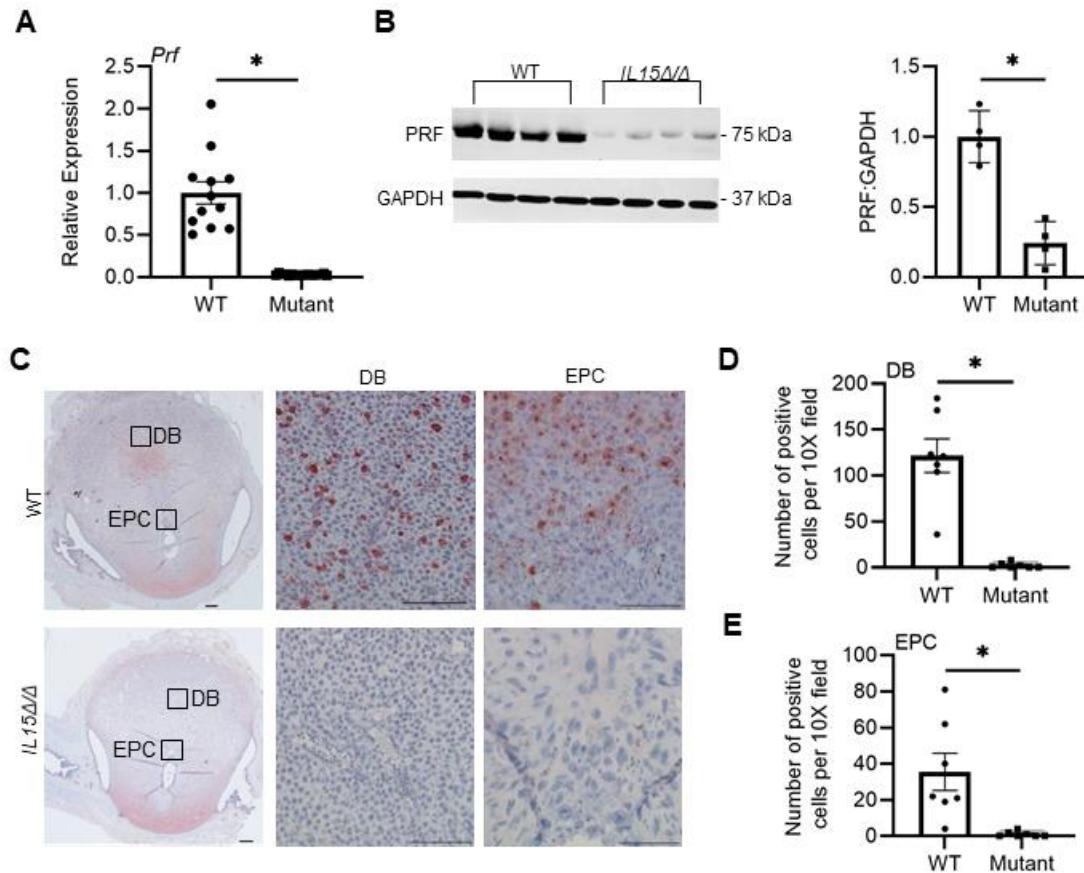 A
Prf
*
Relative Expression
2.5
2.0
1.5
1.0
0.5
0.0
WT
Mutant
B
WT
IL15Δ/Δ
PRF
- 75 kDa
GAPDH
- 37 kDa
*
PRF:GAPDH
1.5
1.0
0.5
0.0
WT
Mutant
C
DB
EPC
WT
DB
EPC
IL15Δ/Δ
DB
EPC
D
DB
*
Number of positive
cells per 10X field
200
150
100
50
0
WT
Mutant
E
EPC
*
Number of positive
cells per 10X field
100
80
60
40
20
0
WT
Mutant